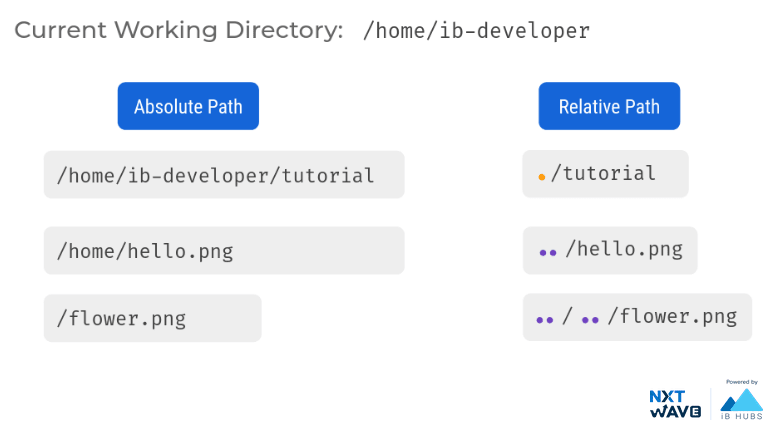 Current Working Directory: /home/ib-developer
Absolute Path
Relative Path
/home/ib-developer/tutorial
./tutorial
/home/hello.png
../hello.png
/flower.png
../../flower.png
Powered by
NXT
WAVE
iB HUBS